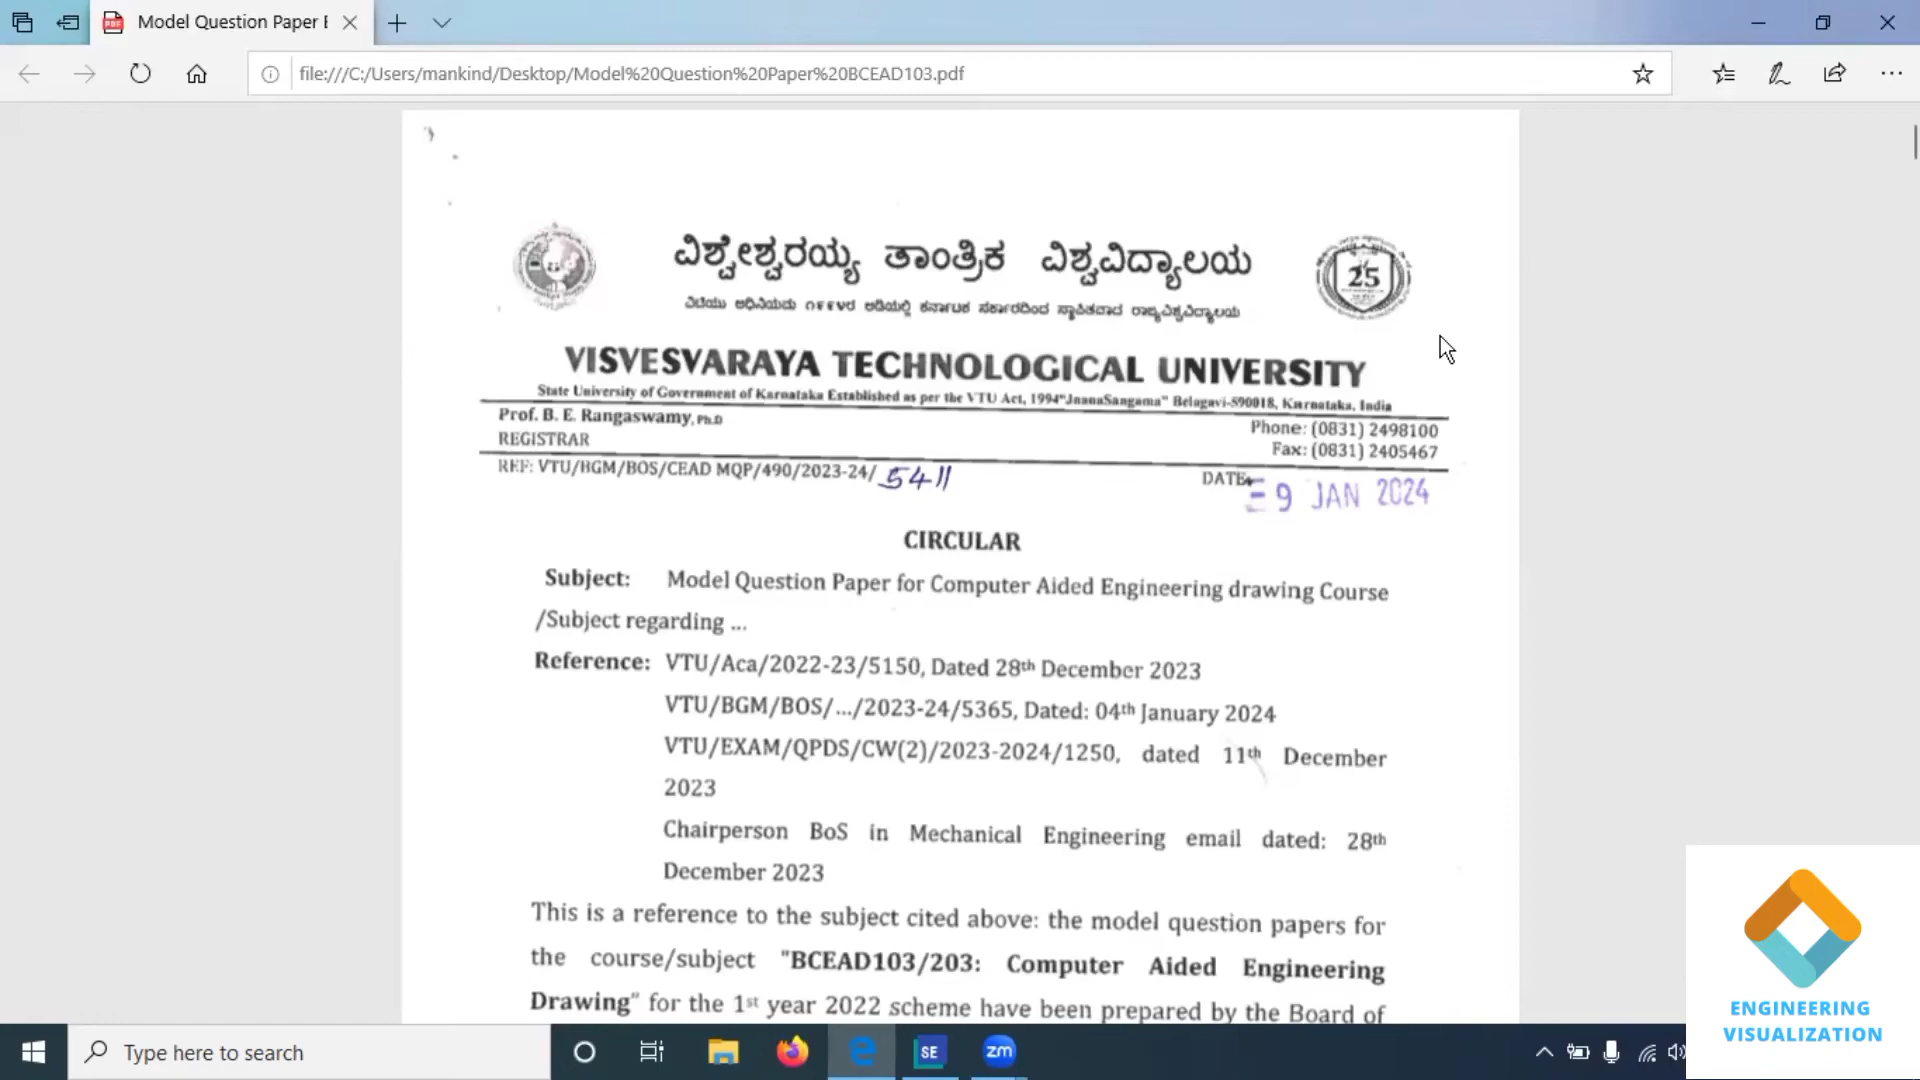 Model Question Paper
file:///C:/Users/mankind/Desktop/Model%20Question%20Paper%20BCEAD103.pdf
ವಿಶ್ವೇಶ್ವರಯ್ಯ ತಾಂತ್ರಿಕ ವಿಶ್ವವಿದ್ಯಾಲಯ
25
ವಿಟಿಯು ಅಧಿನಿಯಮ ೧೯೯೪ರ ಅಡಿಯಲ್ಲಿ ಕರ್ನಾಟಕ ಸರ್ಕಾರದಿಂದ ಸ್ಥಾಪಿತವಾದ ರಾಜ್ಯವಿಶ್ವವಿದ್ಯಾಲಯ
VISVESVARAYA TECHNOLOGICAL UNIVERSITY
State University of Government of Karnataka Established as per the VTU Act, 1994"JnanaSangama" Belagavi-590018, Karnataka, India
Prof. B. E. Rangaswamy, Ph.D
REGISTRAR
Phone: (0831) 2498100
Fax: (0831) 2405467
REF: VTU/BGM/BOS/CEAD MQP/490/2023-24/ 5411
DATE: = 9 JAN 2024
CIRCULAR
Subject: Model Question Paper for Computer Aided Engineering drawing Course
/Subject regarding ...
Reference: VTU/Aca/2022-23/5150, Dated 28th December 2023
VTU/BGM/BOS/.../2023-24/5365, Dated: 04th January 2024
VTU/EXAM/QPDS/CW(2)/2023-2024/1250, dated 11th December
2023
Chairperson BoS in Mechanical Engineering email dated: 28th
December 2023
This is a reference to the subject cited above: the model question papers for
the course/subject "BCEAD103/203: Computer Aided Engineering
Drawing" for the 1st year 2022 scheme have been prepared by the Board of
ENGINEERING
VISUALIZATION
Type here to search
SE
zm